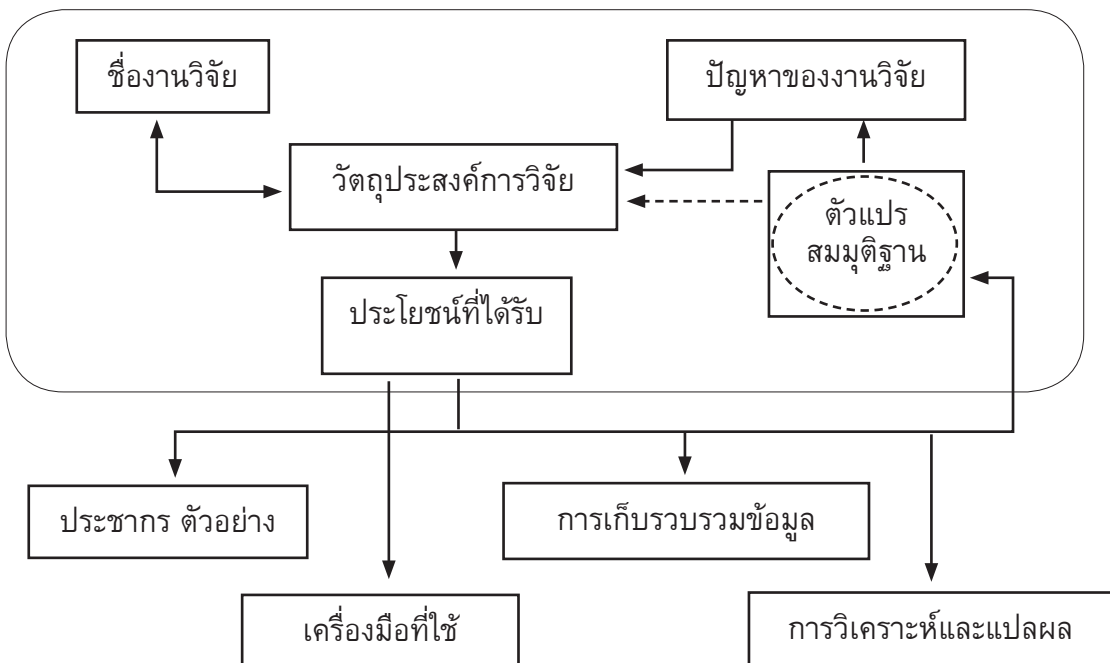 ชื่องานวิจัย
ปัญหาของงานวิจัย
วัตถุประสงค์การวิจัย
ตัวแปร
สมมุติฐาน
ประโยชน์ที่ได้รับ
ประชากร ตัวอย่าง
การเก็บรวบรวมข้อมูล
เครื่องมือที่ใช้
การวิเคราะห์และแปลผล